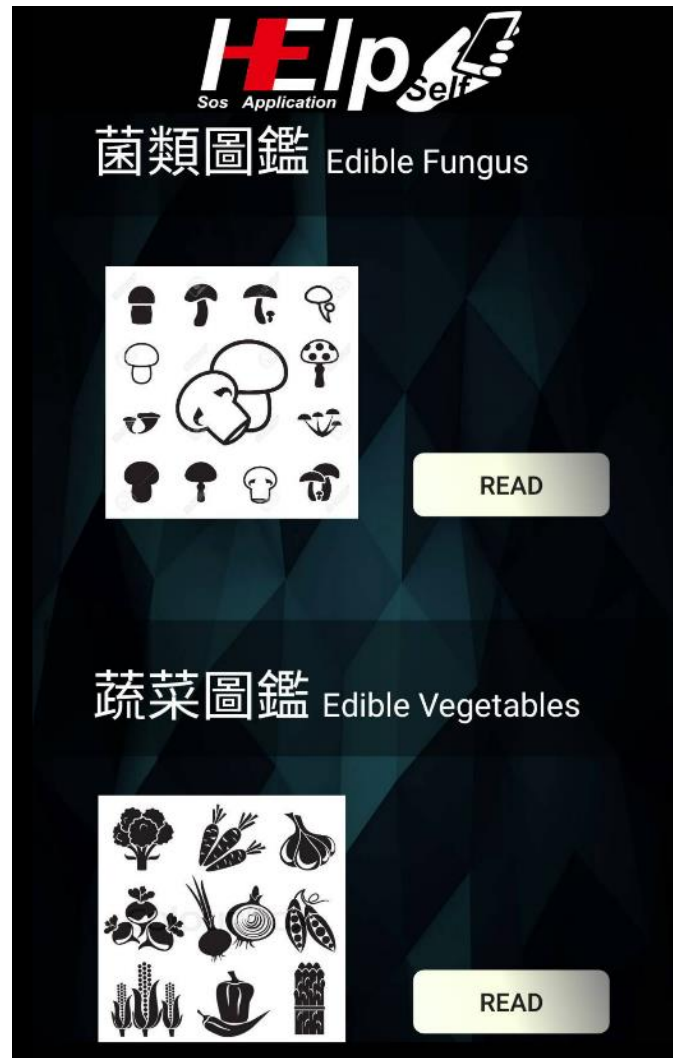 HElp Self
Sos Application
菌類圖鑑 Edible Fungus
READ
蔬菜圖鑑 Edible Vegetables
READ